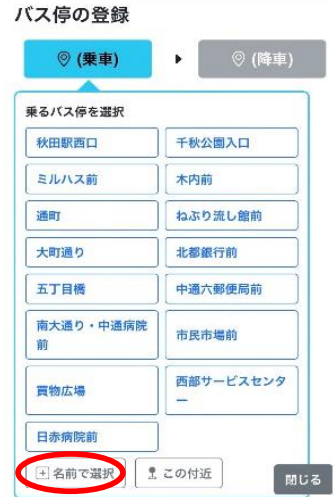 バス停の登録
(乗車) ▶ (降車)
乗るバス停を選択
秋田駅西口 千秋公園入口
ミルハス前 木内前
通町 ねぶり流し館前
大町通り 北都銀行前
五丁目橋 中通六郵便局前
南大通り・中通病院
前
市民市場前
買物広場
西部サービスセンタ
ー
日赤病院前
名前で選択 この付近
閉じる